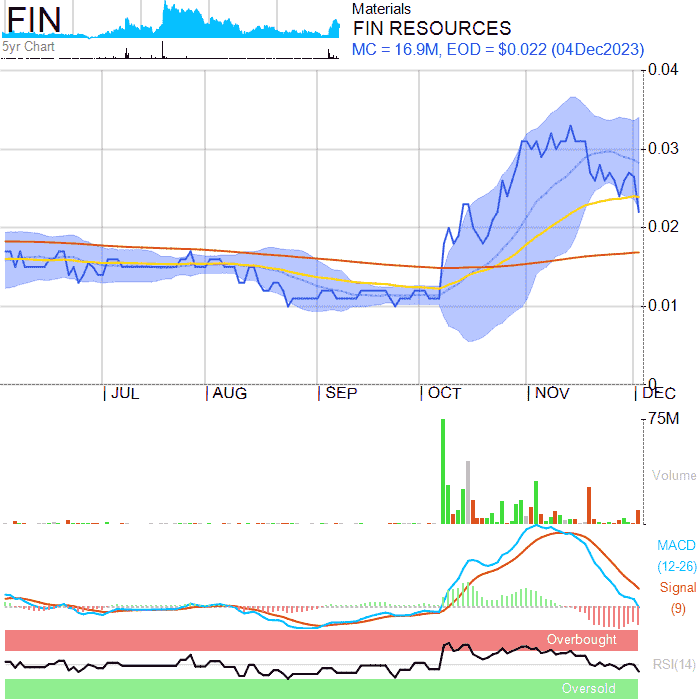 FIN
5yr Chart
Materials
FIN RESOURCES
MC = 16.9M, EOD = $0.022 (04Dec2023)
0.04
0.03
0.02
0.01
0
JUL
AUG
SEP
OCT
NOV
DEC
75M
Volume
MACD
(12-26)
Signal
(9)
Overbought
RSI(14)
Oversold